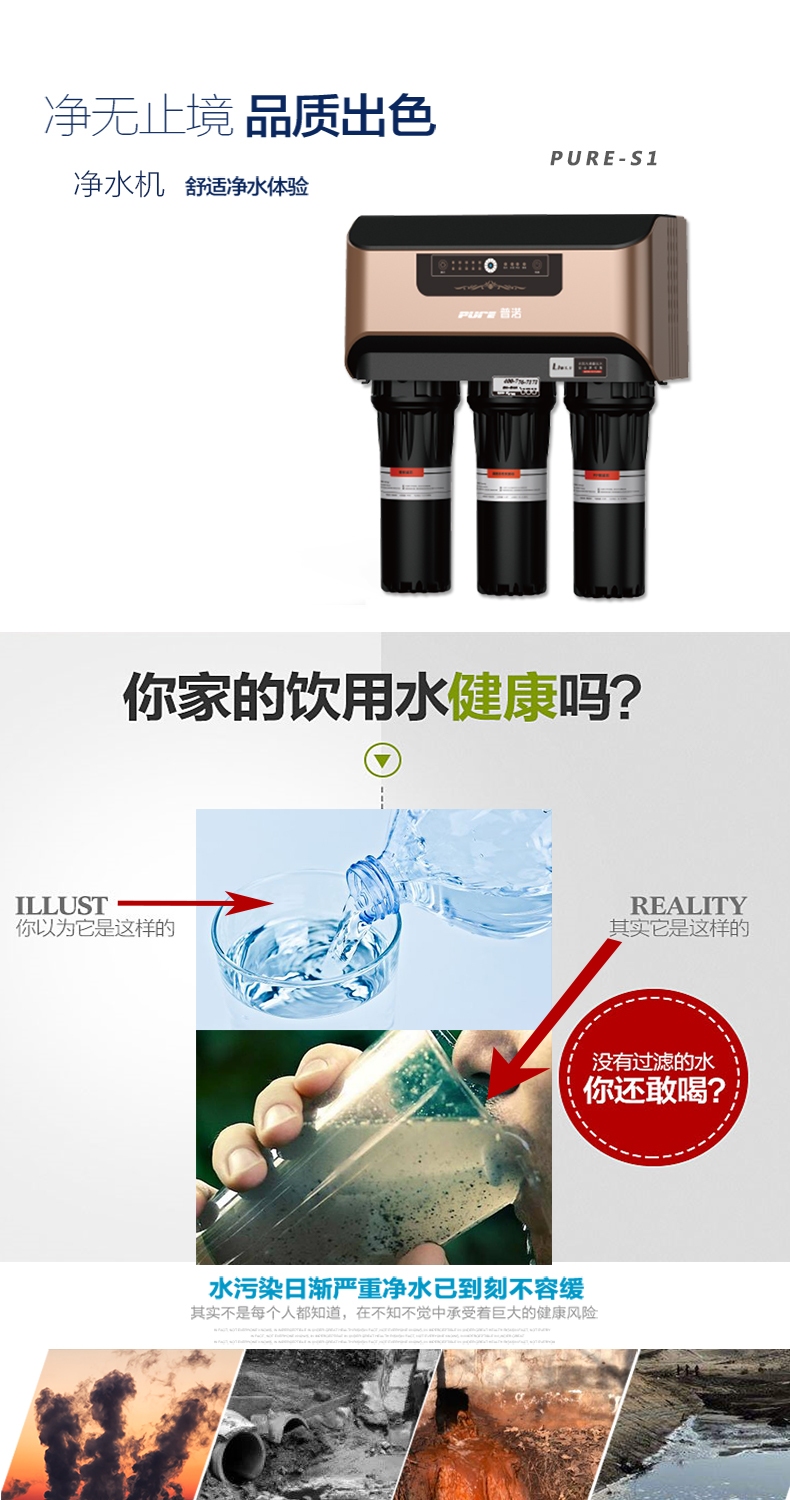 净无止境 品质出色
PURE-S1
净水机 舒适净水体验
PURE 普诺
你家的饮用水健康吗?
ILLUST
你以为它是这样的
REALITY
其实它是这样的
没有过滤的水
你还敢喝?
水污染日渐严重净水已到刻不容缓
其实不是每个人都知道，在不知不觉中承受着巨大的健康风险